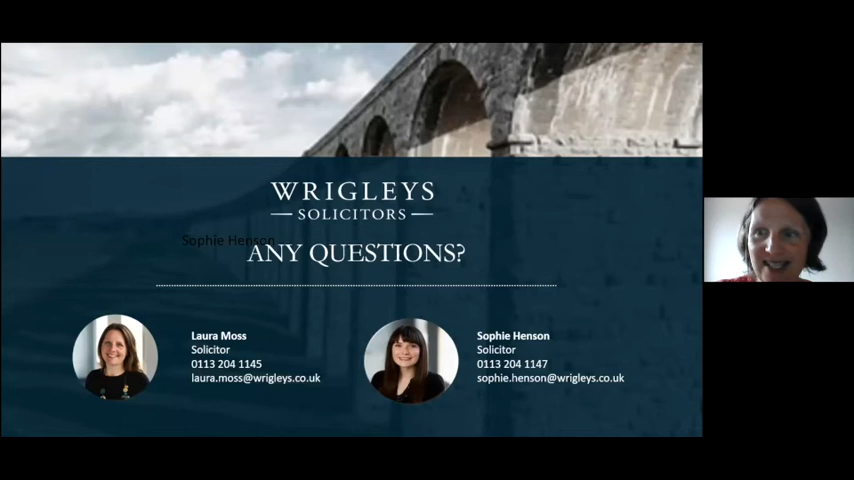 WRIGLEYS
SOLICITORS
Sophie Henson
ANY QUESTIONS?
Laura Moss
Solicitor
0113 204 1145
laura.moss@wrigleys.co.uk
Sophie Henson
Solicitor
0113 204 1147
sophie.henson@wrigleys.co.uk